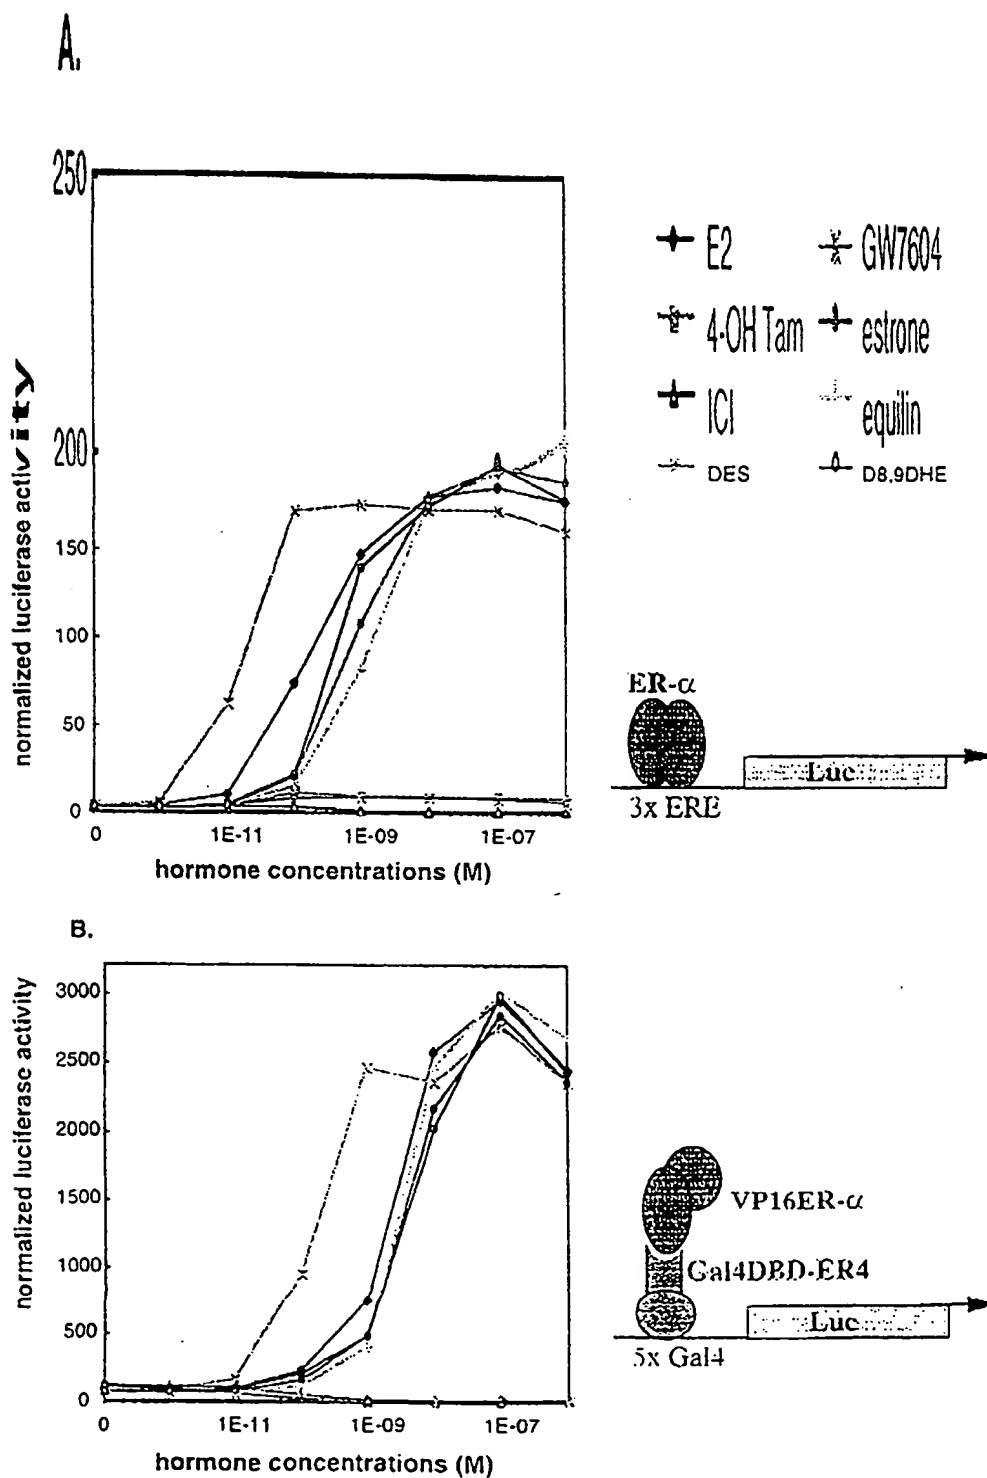 A.
250
200
150
100
50
0
normalized luciferase activity
0 1E-11 1E-09 1E-07
hormone concentrations (M)
E2
4-OH Tam
ICI
DES
GW7604
estrone
equilin
D8,9DHE
ER-α
Luc
3x ERE
B.
3000
2500
2000
1500
1000
500
0
normalized luciferase activity
0 1E-11 1E-09 1E-07
hormone concentrations (M)
VP16ER-α
Gal4DBD-ER4
Luc
5x Gal4